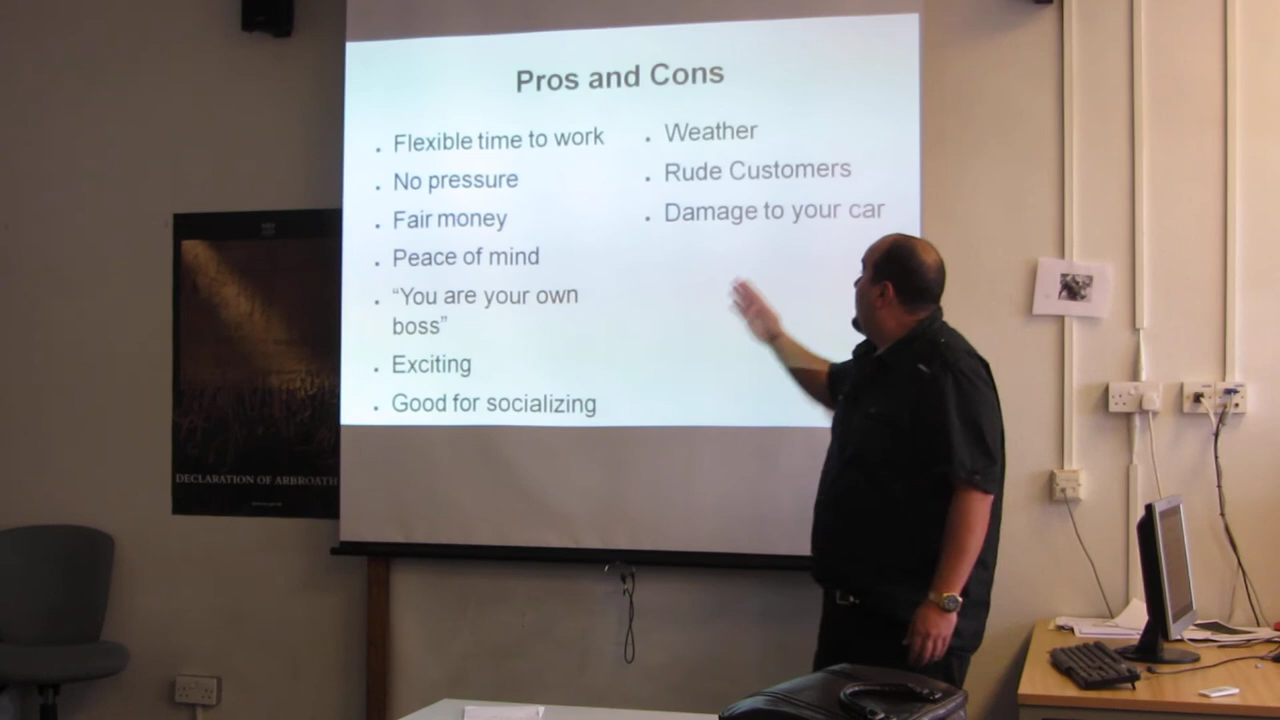 Pros and Cons
Flexible time to work
No pressure
Fair money
Peace of mind
“You are your own
boss”
Exciting
Good for socializing
Weather
Rude Customers
Damage to your car
DECLARATION OF ARBROATH